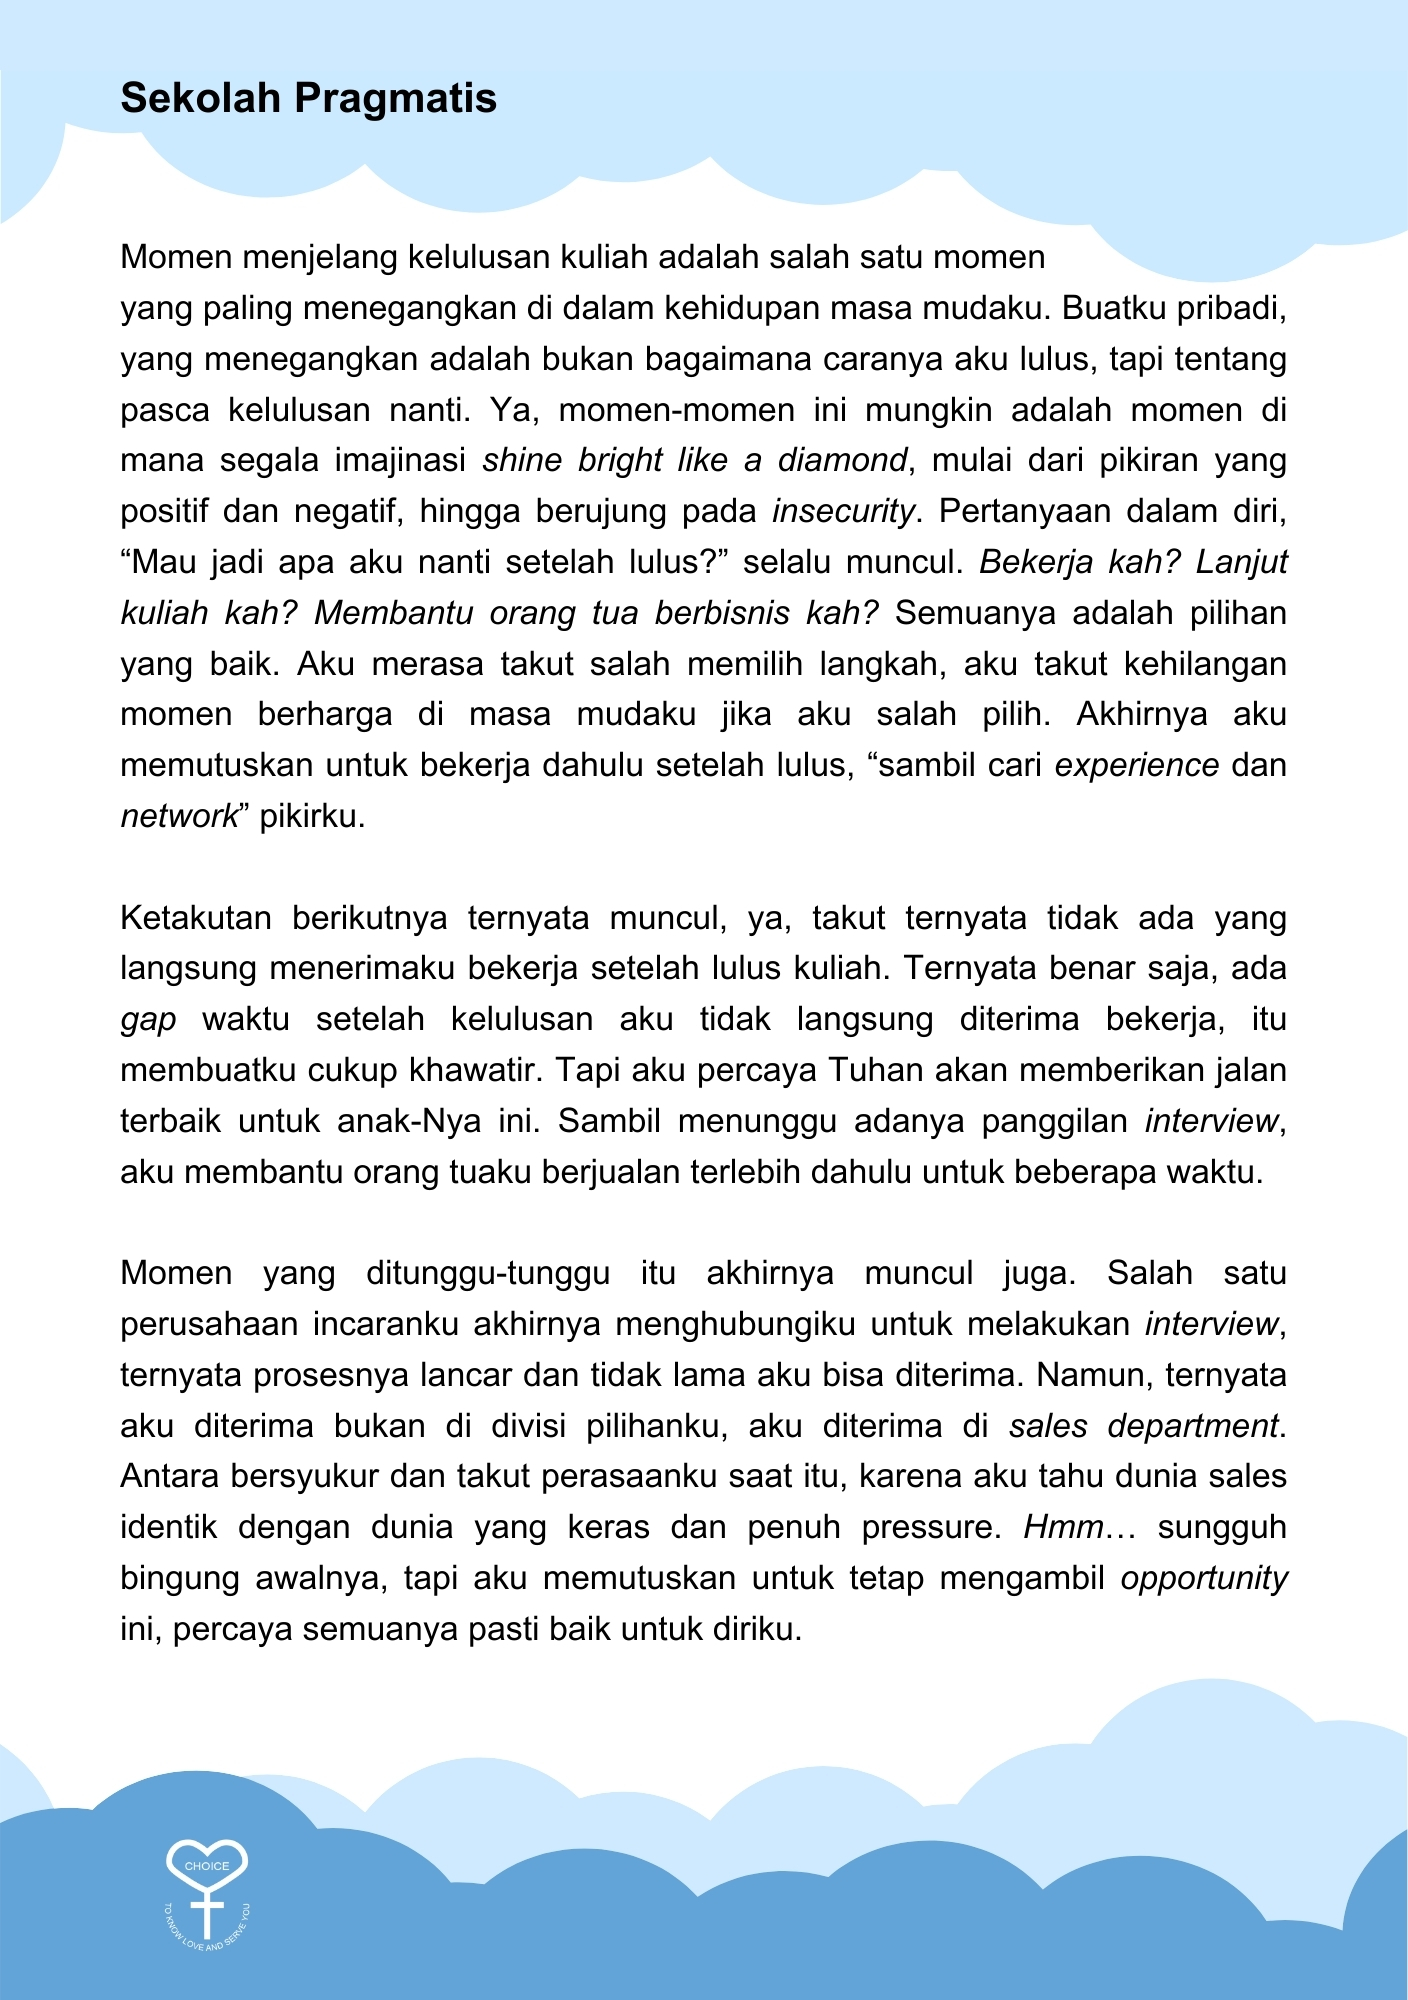 Sekolah Pragmatis
Momen menjelang kelulusan kuliah adalah salah satu momen
yang paling menegangkan di dalam kehidupan masa mudaku. Buatku pribadi,
yang menegangkan adalah bukan bagaimana caranya aku lulus, tapi tentang
pasca kelulusan nanti. Ya, momen-momen ini mungkin adalah momen di
mana segala imajinasi shine bright like a diamond, mulai dari pikiran yang
positif dan negatif, hingga berujung pada insecurity. Pertanyaan dalam diri,
“Mau jadi apa aku nanti setelah lulus?” selalu muncul. Bekerja kah? Lanjut
kuliah kah? Membantu orang tua berbisnis kah? Semuanya adalah pilihan
yang baik. Aku merasa takut salah memilih langkah, aku takut kehilangan
momen berharga di masa mudaku jika aku salah pilih. Akhirnya aku
memutuskan untuk bekerja dahulu setelah lulus, “sambil cari experience dan
network” pikirku.
Ketakutan berikutnya ternyata muncul, ya, takut ternyata tidak ada yang
langsung menerimaku bekerja setelah lulus kuliah. Ternyata benar saja, ada
gap waktu setelah kelulusan aku tidak langsung diterima bekerja, itu
membuatku cukup khawatir. Tapi aku percaya Tuhan akan memberikan jalan
terbaik untuk anak-Nya ini. Sambil menunggu adanya panggilan interview,
aku membantu orang tuaku berjualan terlebih dahulu untuk beberapa waktu.
Momen yang ditunggu-tunggu itu akhirnya muncul juga. Salah satu
perusahaan incaranku akhirnya menghubungiku untuk melakukan interview,
ternyata prosesnya lancar dan tidak lama aku bisa diterima. Namun, ternyata
aku diterima bukan di divisi pilihanku, aku diterima di sales department.
Antara bersyukur dan takut perasaanku saat itu, karena aku tahu dunia sales
identik dengan dunia yang keras dan penuh pressure. Hmm… sungguh
bingung awalnya, tapi aku memutuskan untuk tetap mengambil opportunity
ini, percaya semuanya pasti baik untuk diriku.
CHOICE
TO KNOW LOVE AND SERVE YOU